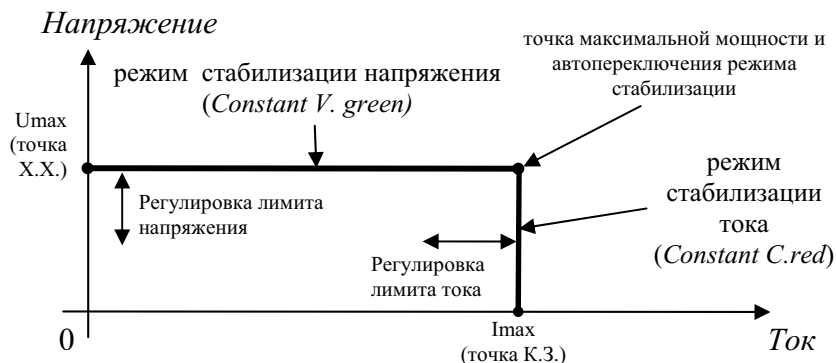 Напряжение
точка максимальной мощности и
автопереключения режима
стабилизации
режим стабилизации напряжения
(Constant V. green)
Umax
(точка
Х.Х.)
режим
стабилизации
тока
(Constant C.red)
Регулировка лимита
напряжения
Регулировка
лимита тока
0
Imax
(точка К.З.)
Ток